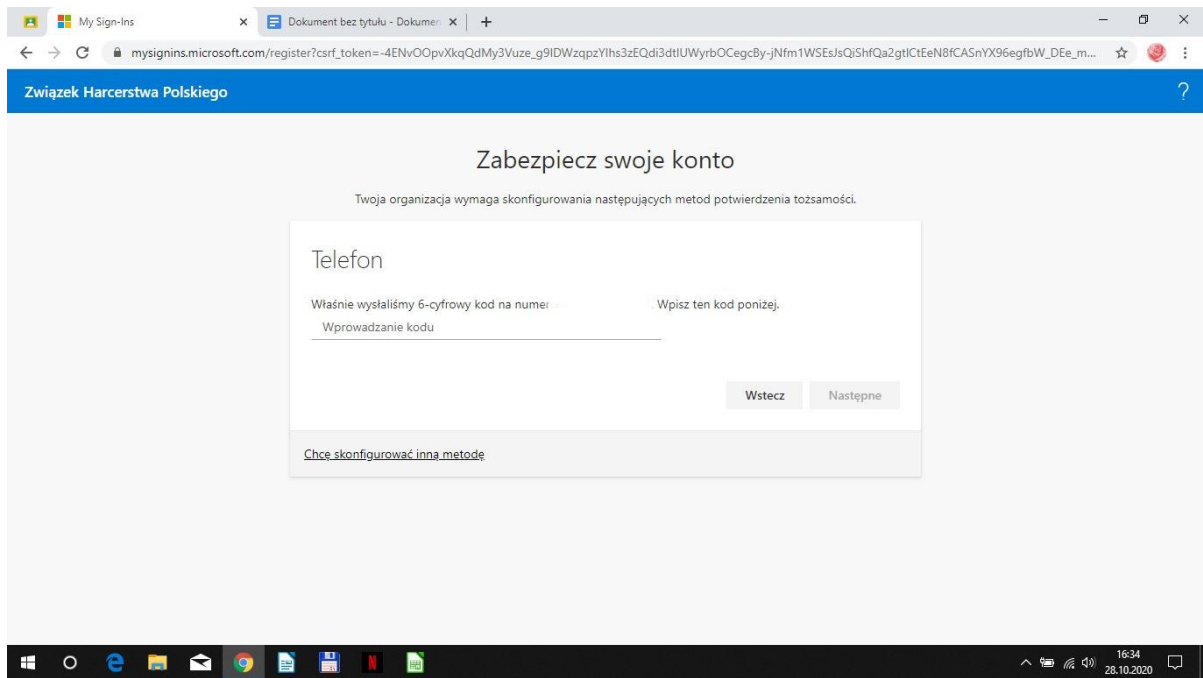 My Sign-Ins
Dokument bez tytułu - Dokumen
mysignins.microsoft.com/register?csrf_token=-4ENvOOpvXkqQdMy3Vuze_g9IDWzqpzYIhs3zEQdi3dtlUWyrbOCegcBy-jNfm1WSEsJsQiShfQa2gtlCtEeN8fCASnYX96egfbW_DEe_m...
Związek Harcerstwa Polskiego
?
Zabezpiecz swoje konto
Twoja organizacja wymaga skonfigurowania następujących metod potwierdzenia tożsamości.
Telefon
Właśnie wysłaliśmy 6-cyfrowy kod na numer . Wpisz ten kod poniżej.
Wprowadzanie kodu
Wstecz Następne
Chcę skonfigurować inną metodę
16:34
28.10.2020